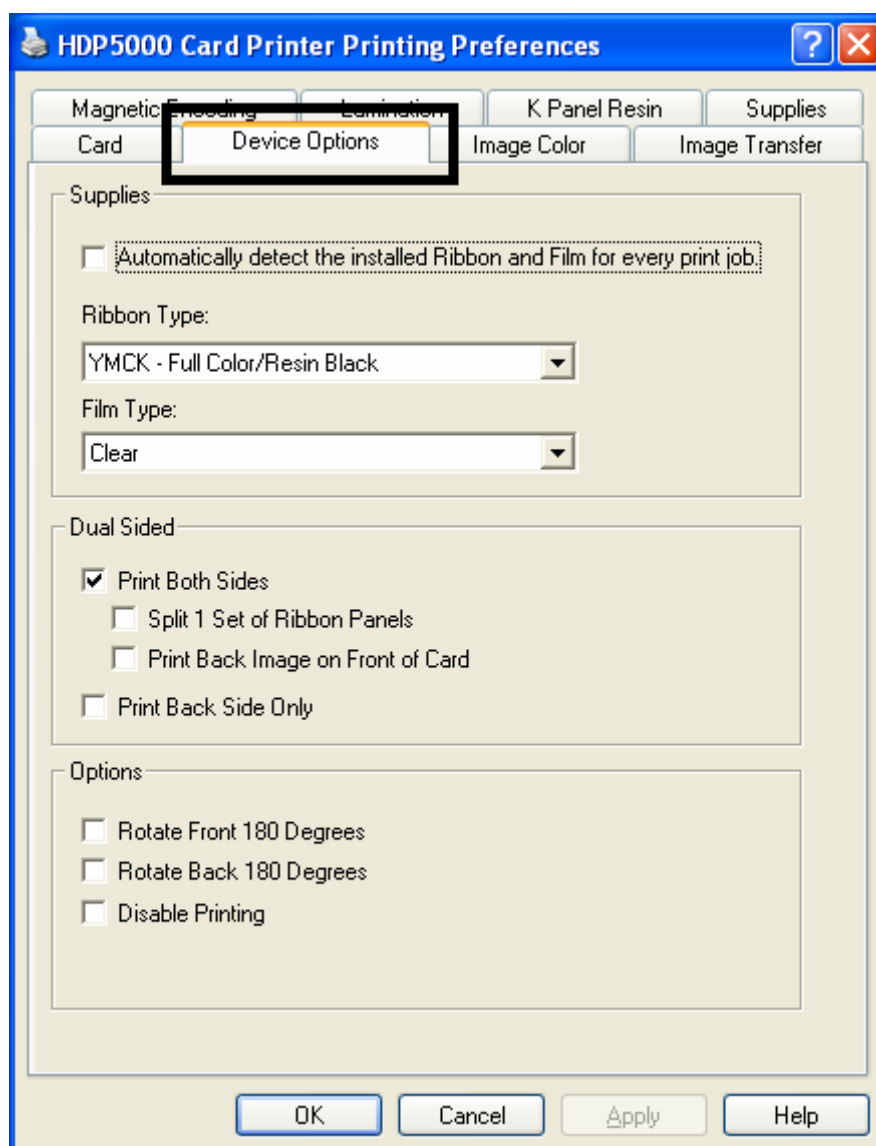 HDP5000 Card Printer Printing Preferences
Magnetic Encoding Lamination K Panel Resin Supplies
Card Device Options Image Color Image Transfer
Supplies
Automatically detect the installed Ribbon and Film for every print job.
Ribbon Type:
YMCK - Full Color/Resin Black
Film Type:
Clear
Dual Sided
Print Both Sides
Split 1 Set of Ribbon Panels
Print Back Image on Front of Card
Print Back Side Only
Options
Rotate Front 180 Degrees
Rotate Back 180 Degrees
Disable Printing
OK Cancel Apply Help